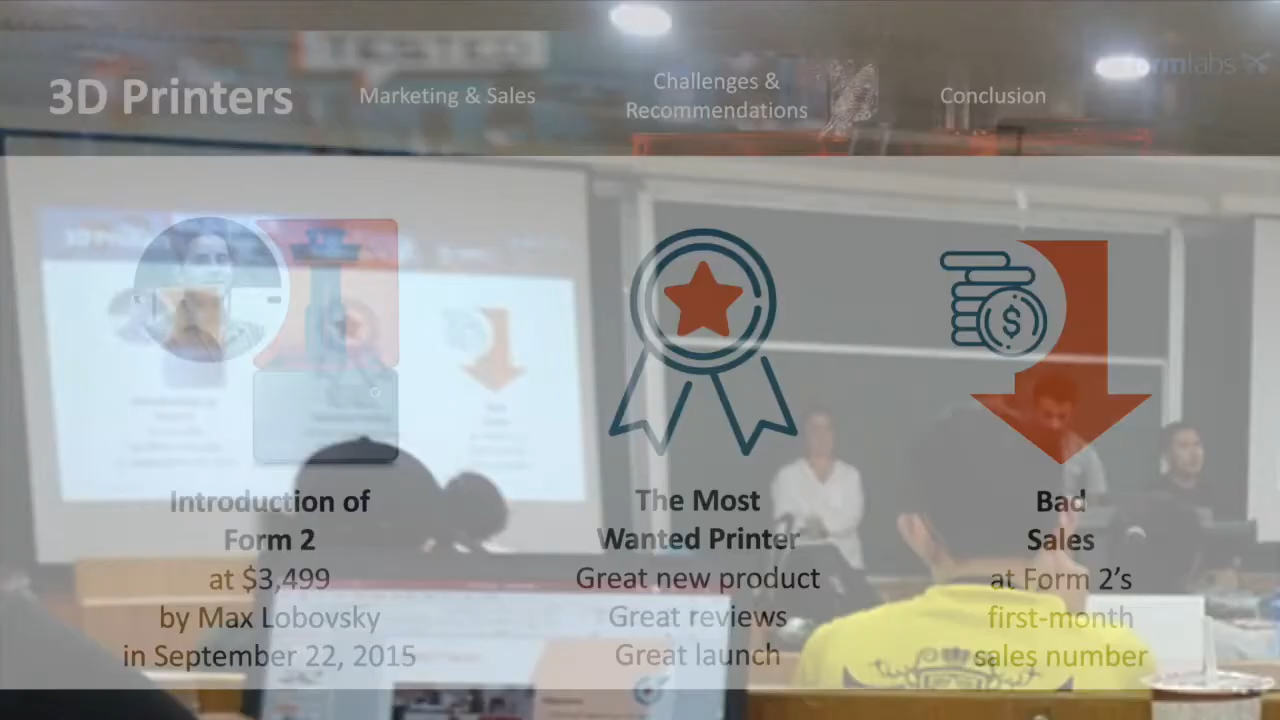 3D Printers
Marketing & Sales
Challenges &
Recommendations
Conclusion
formlabs
Introduction of
Form 2
at $3,499
by Max Lobovsky
in September 22, 2015
The Most
Wanted Printer
Great new product
Great reviews
Great launch
Bad
Sales
at Form 2's
first-month
sales number